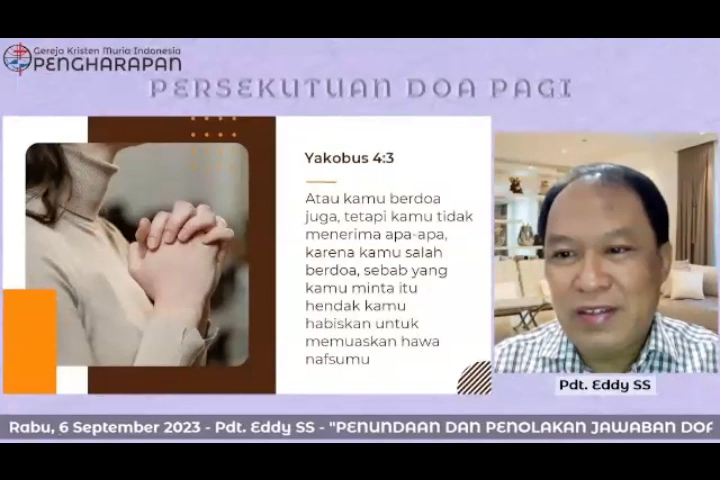 Gereja Kristen Muria Indonesia
PENGHARAPAN
PERSEKUTUAN DOA PAGI
Yakobus 4:3
Atau kamu berdoa
juga, tetapi kamu tidak
menerima apa-apa,
karena kamu salah
berdoa, sebab yang
kamu minta itu
hendak kamu
habiskan untuk
memuaskan hawa
nafsumu
Pdt. Eddy SS
Rabu, 6 September 2023 - Pdt. Eddy SS - "PENUNDAAN DAN PENOLAKAN JAWABAN DOA